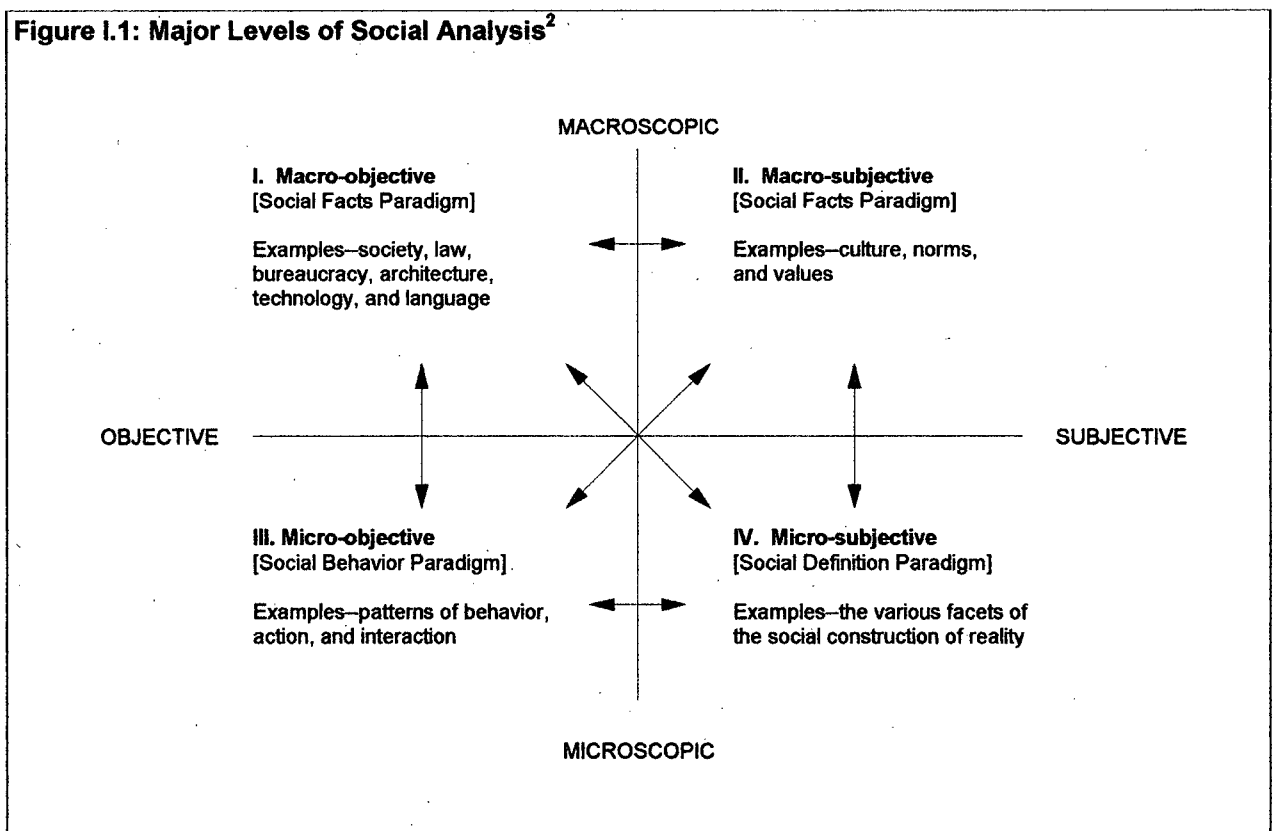 Figure I.1: Major Levels of Social Analysis²
MACROSCOPIC
I. Macro-objective
[Social Facts Paradigm]
Examples—society, law,
bureaucracy, architecture,
technology, and language
II. Macro-subjective
[Social Facts Paradigm]
Examples—culture, norms,
and values
OBJECTIVE
SUBJECTIVE
III. Micro-objective
[Social Behavior Paradigm]
Examples—patterns of behavior,
action, and interaction
IV. Micro-subjective
[Social Definition Paradigm]
Examples—the various facets of
the social construction of reality
MICROSCOPIC